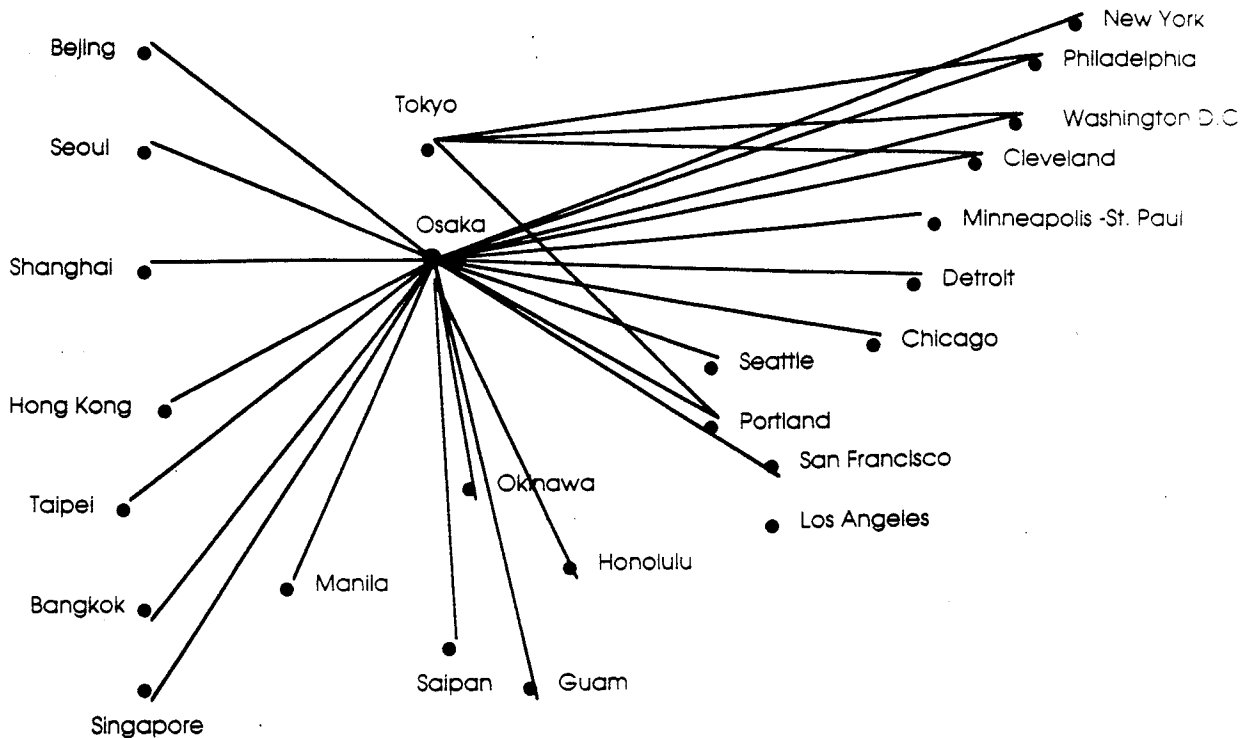 New York
Bejing
Philadelphia
Tokyo
Washington D.C
Seoul
Cleveland
Osaka
Minneapolis -St. Paul
Shanghai
Detroit
Chicago
Seattle
Hong Kong
Portland
San Francisco
Okinawa
Taipei
Los Angeles
Honolulu
Manila
Bangkok
Saipan
Guam
Singapore